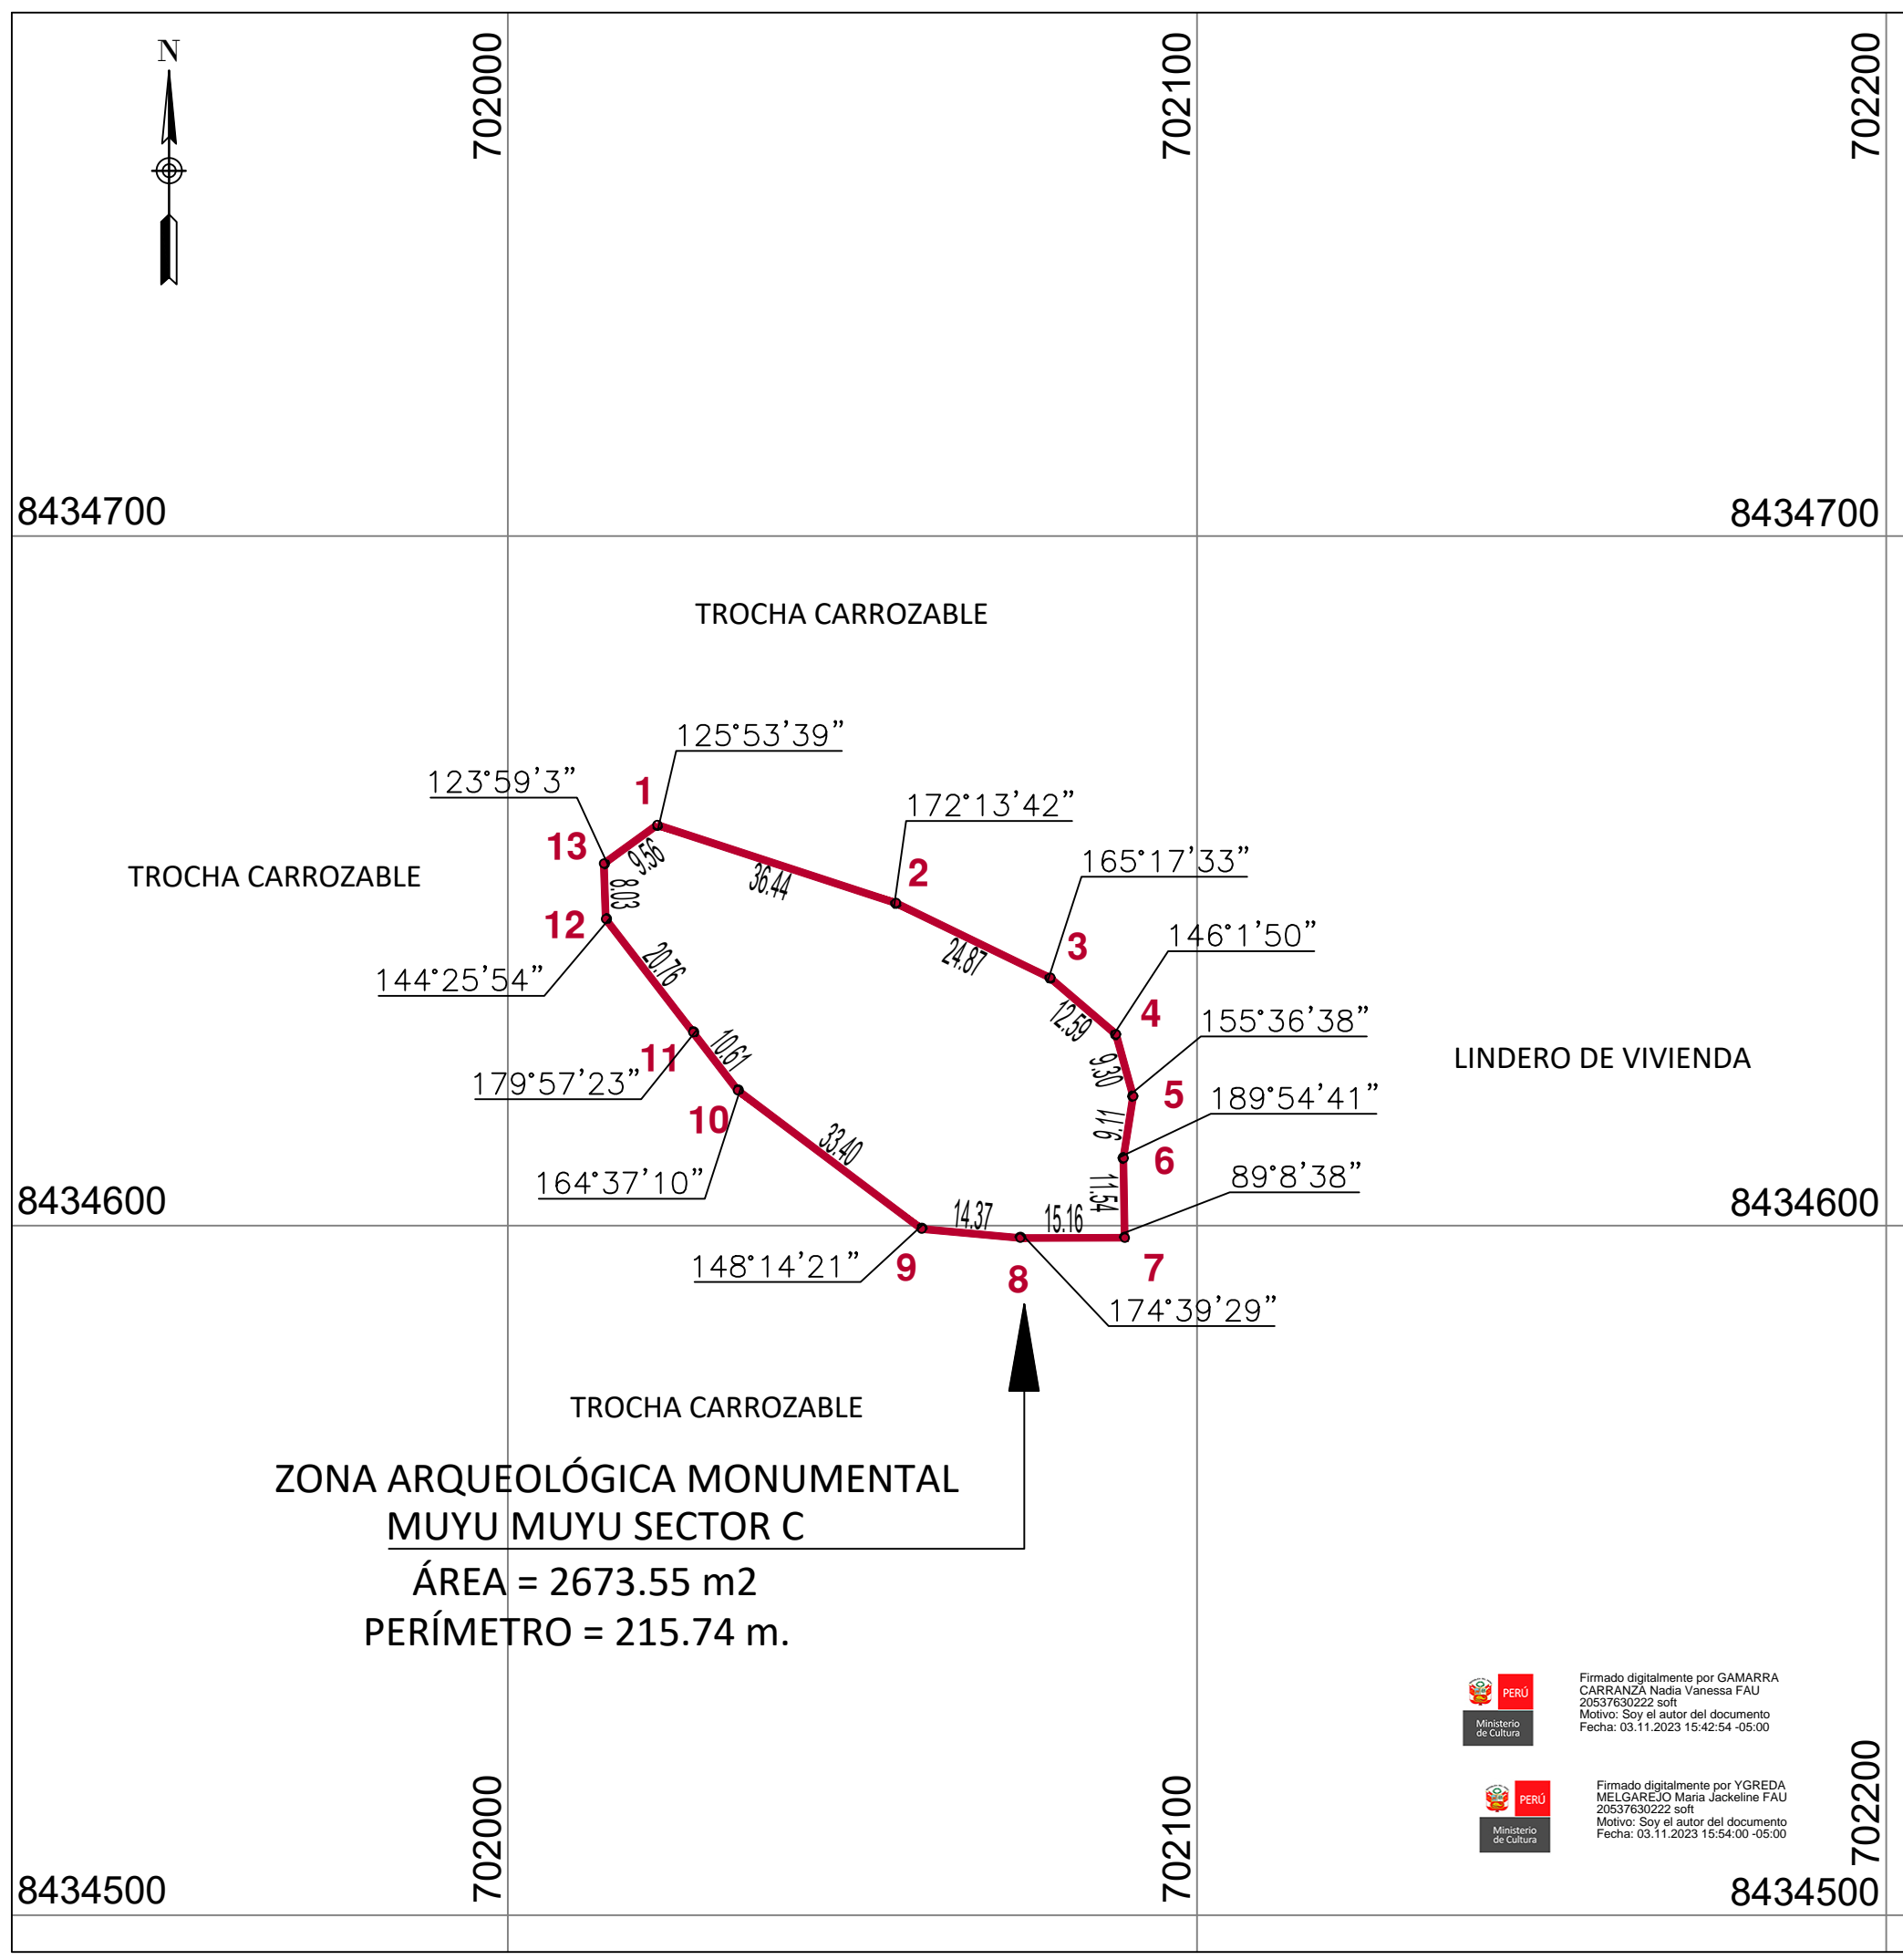 N
702000
702100
702200
8434700
8434700
TROCHA CARROZABLE
125°53'39"
123°59'3"
1
172°13'42"
13
9.56
165°17'33"
TROCHA CARROZABLE
36.44
2
8.03
12
3
146°1'50"
24.87
20.76
144°25'54"
12.59
4
155°36'38"
11
10.61
9.30
LINDERO DE VIVIENDA
179°57'23"
5
189°54'41"
10
9.11
33.40
6
164°37'10"
11.54
89°8'38"
8434600
8434600
14.37
15.16
148°14'21"
9
8
7
174°39'29"
TROCHA CARROZABLE
ZONA ARQUEOLÓGICA MONUMENTAL
MUYU MUYU SECTOR C
ÁREA = 2673.55 m2
PERÍMETRO = 215.74 m.
PERÚ
Ministerio
de Cultura
Firmado digitalmente por GAMARRA
CARRANZA Nadia Vanessa FAU
20537630222 soft
Motivo: Soy el autor del documento
Fecha: 03.11.2023 15:42:54 -05:00
PERÚ
Ministerio
de Cultura
Firmado digitalmente por YGREDA
MELGAREJO Maria Jackeline FAU
20537630222 soft
Motivo: Soy el autor del documento
Fecha: 03.11.2023 15:54:00 -05:00
702000
702100
702200
8434500
8434500